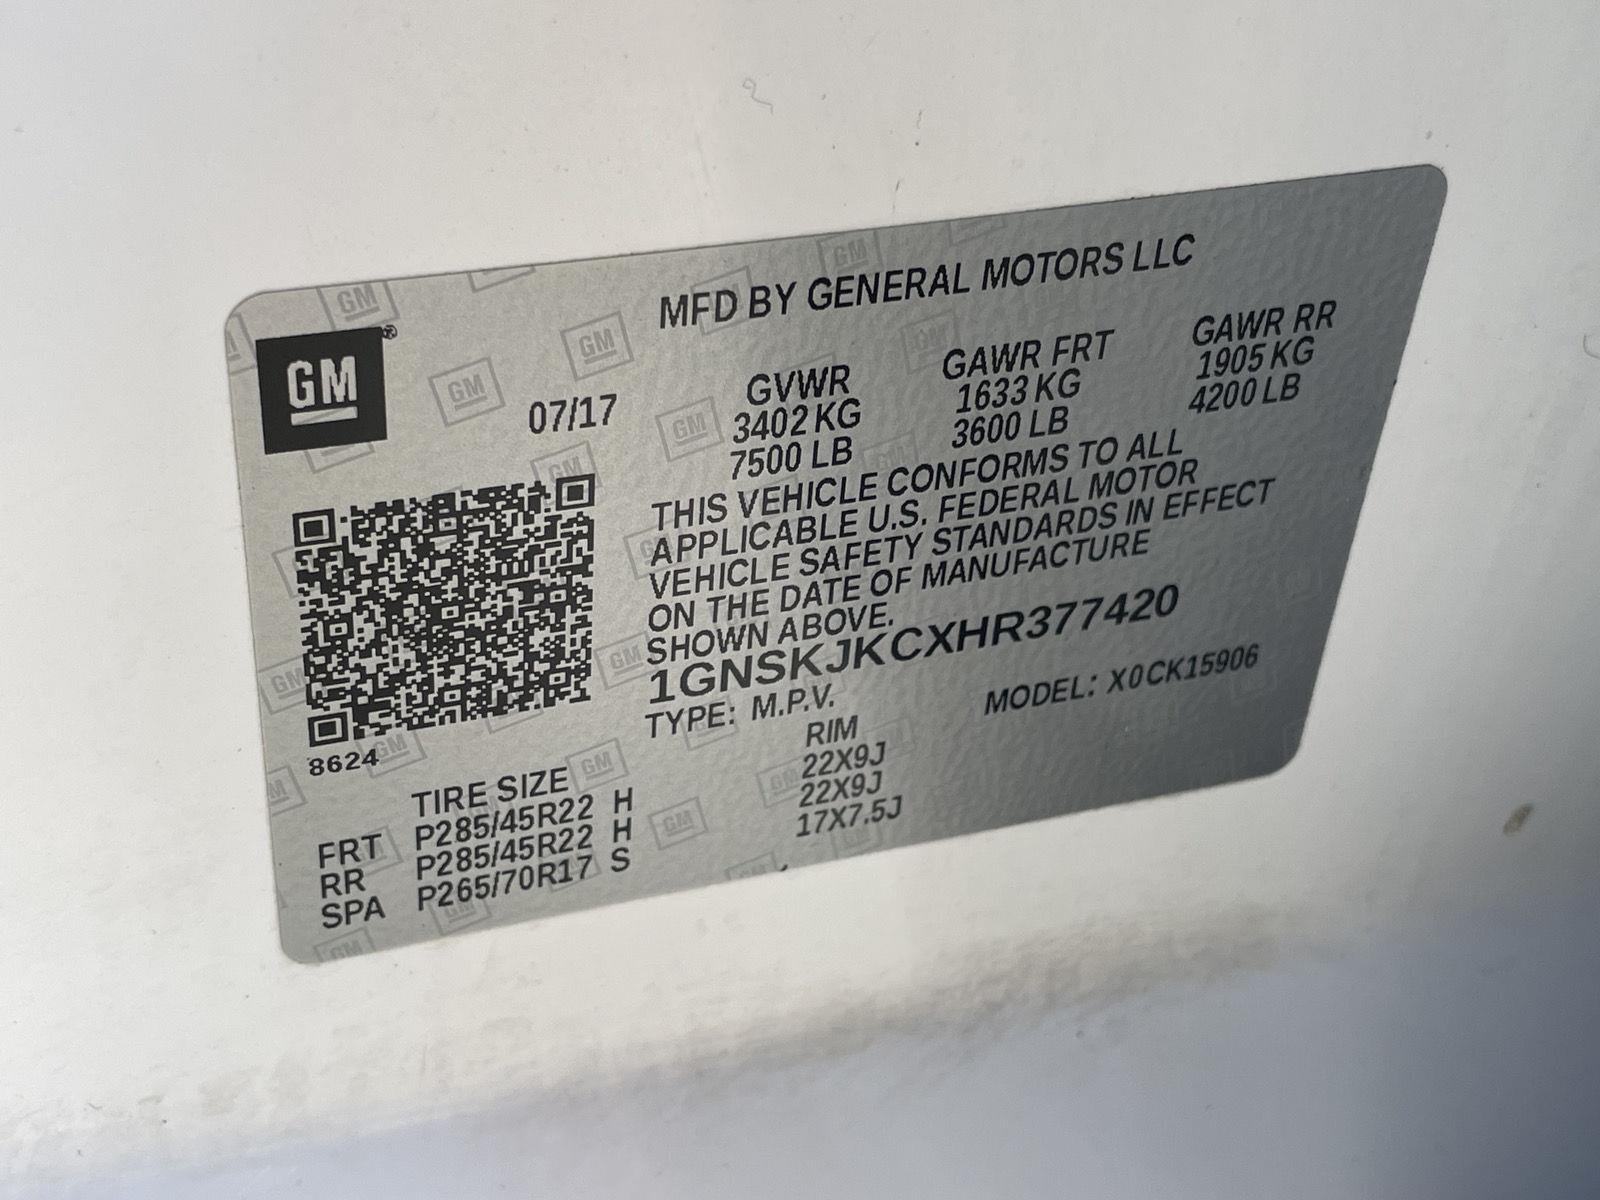 MFD BY GENERAL MOTORS LLC
GM
07/17
GVWR GAWR FRT GAWR RR
3402 KG 1633 KG 1905 KG
7500 LB 3600 LB 4200 LB
THIS VEHICLE CONFORMS TO ALL
APPLICABLE U.S. FEDERAL MOTOR
VEHICLE SAFETY STANDARDS IN EFFECT
ON THE DATE OF MANUFACTURE
SHOWN ABOVE.
1GNSKJKCXHR377420
TYPE: M.P.V. MODEL: X0CK15906
8624
TIRE SIZE RIM
FRT P285/45R22 H 22X9J
RR P285/45R22 H 22X9J
SPA P265/70R17 S 17X7.5J